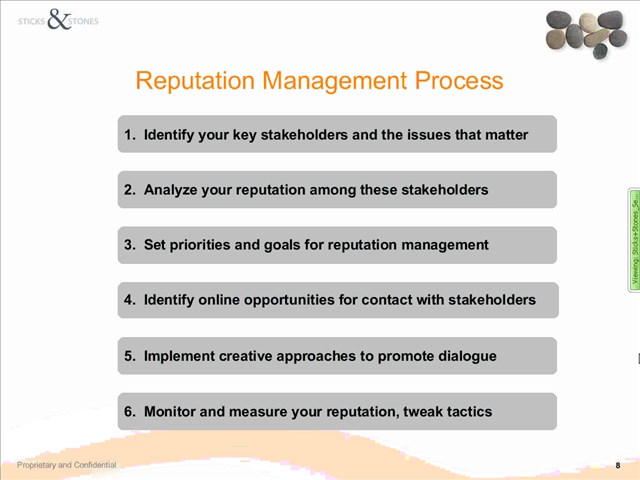 STICKS & STONES
Reputation Management Process
1. Identify your key stakeholders and the issues that matter
2. Analyze your reputation among these stakeholders
3. Set priorities and goals for reputation management
4. Identify online opportunities for contact with stakeholders
5. Implement creative approaches to promote dialogue
6. Monitor and measure your reputation, tweak tactics
Viewing: Sticks+Stones_Se...
Proprietary and Confidential
8